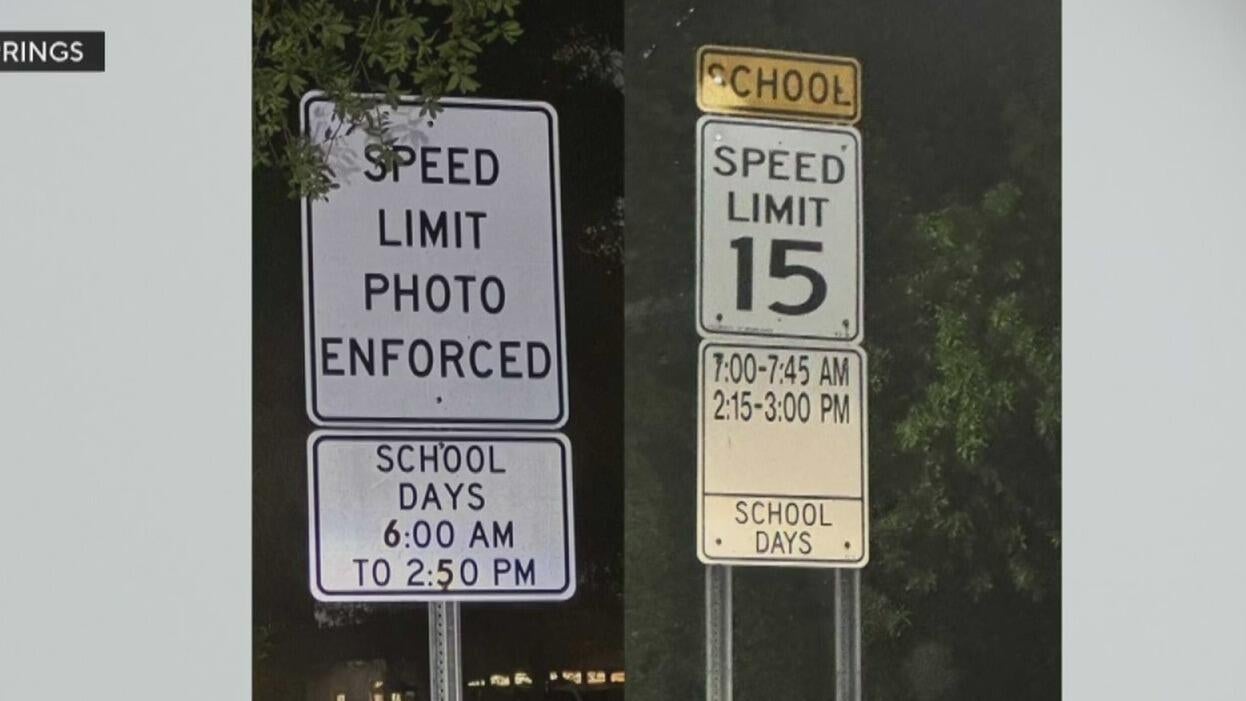 RINGS
SPEED
LIMIT
PHOTO
ENFORCED
SCHOOL
DAYS
6:00 AM
TO 2:50 PM
SCHOOL
SPEED
LIMIT
15
7:00-7:45 AM
2:15-3:00 PM
SCHOOL
DAYS